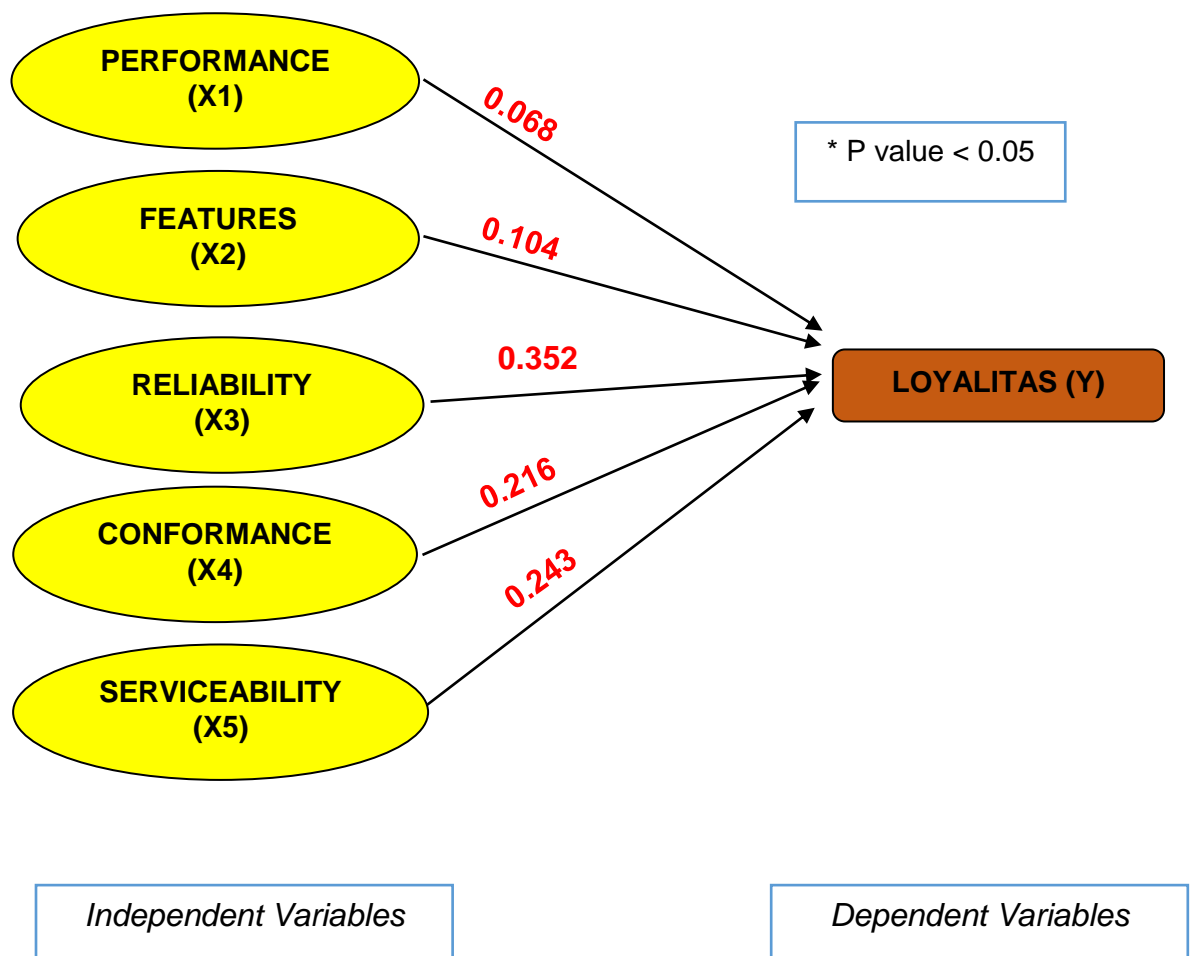 PERFORMANCE
(X1)
0.068
* P value < 0.05
FEATURES
(X2)
0.104
RELIABILITY
(X3)
0.352
LOYALITAS (Y)
CONFORMANCE
(X4)
0.216
SERVICEABILITY
(X5)
0.243
Independent Variables
Dependent Variables